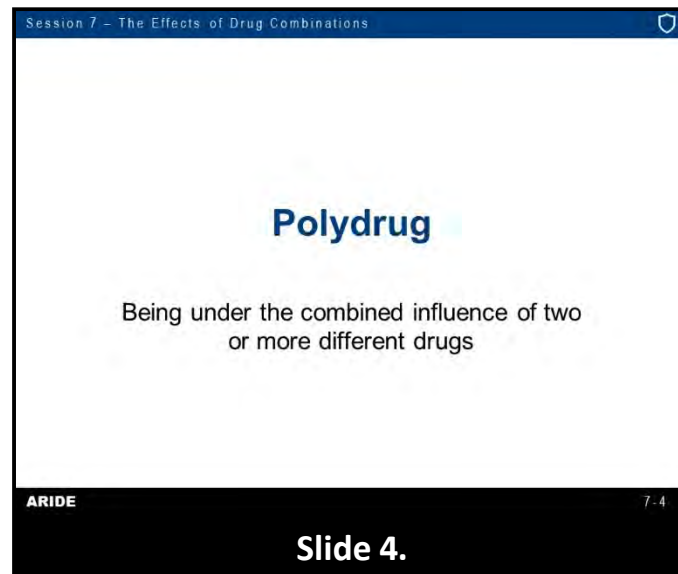 Session 7 – The Effects of Drug Combinations
Polydrug
Being under the combined influence of two
or more different drugs
ARIDE
7-4
Slide 4.